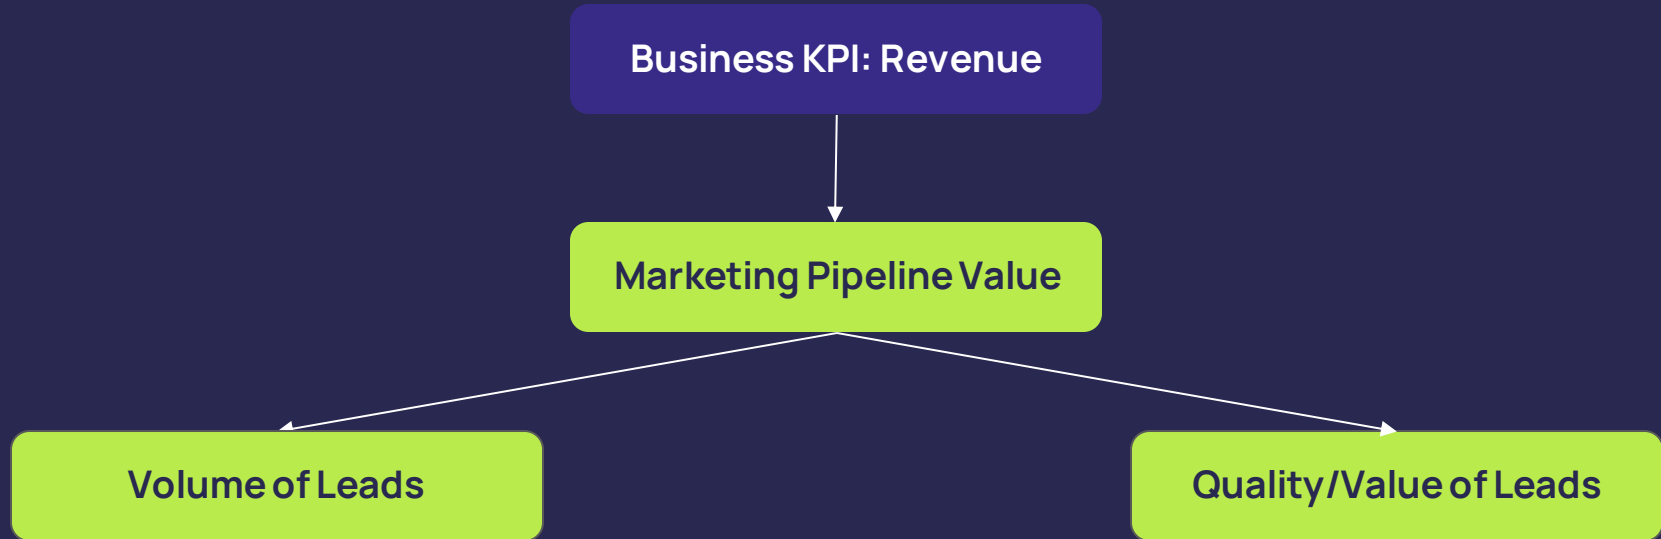 Business KPI: Revenue
Marketing Pipeline Value
Volume of Leads
Quality/Value of Leads